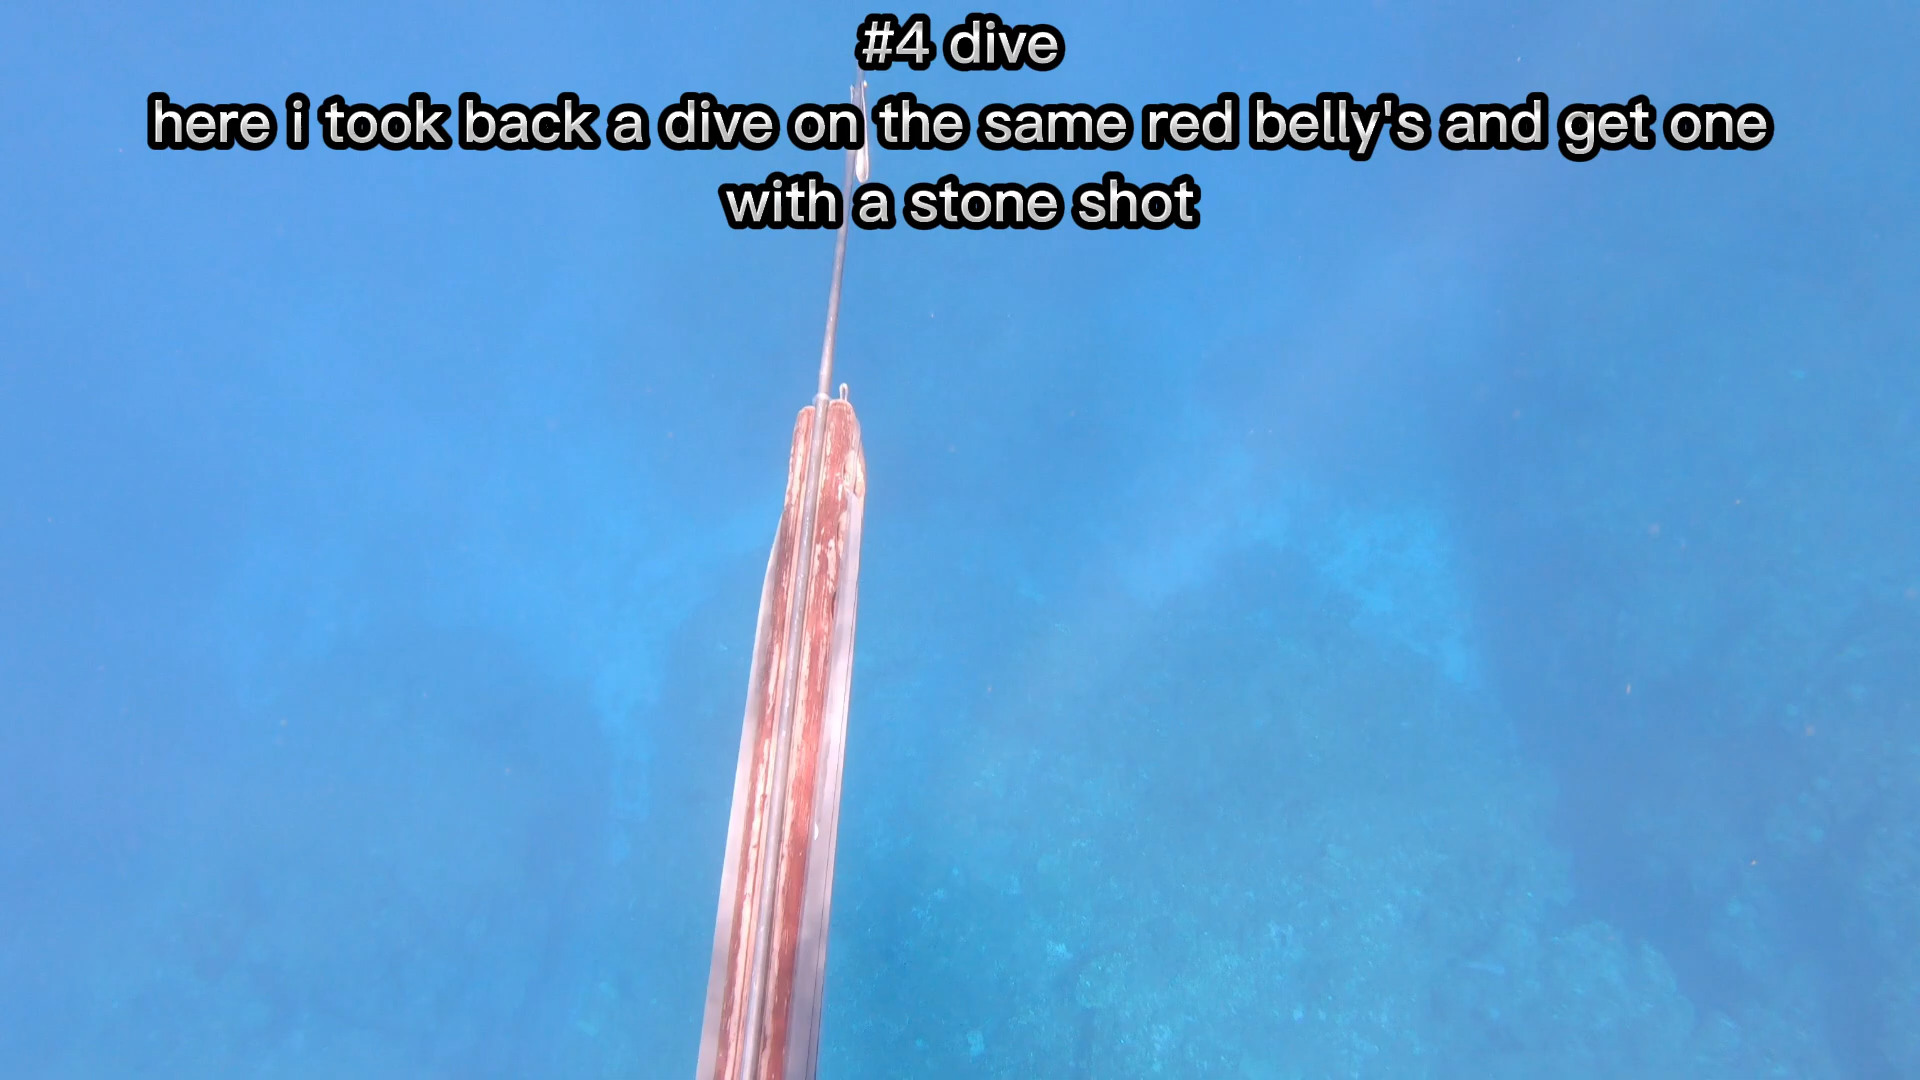 #4 dive
here i took back a dive on the same red belly's and get one
with a stone shot